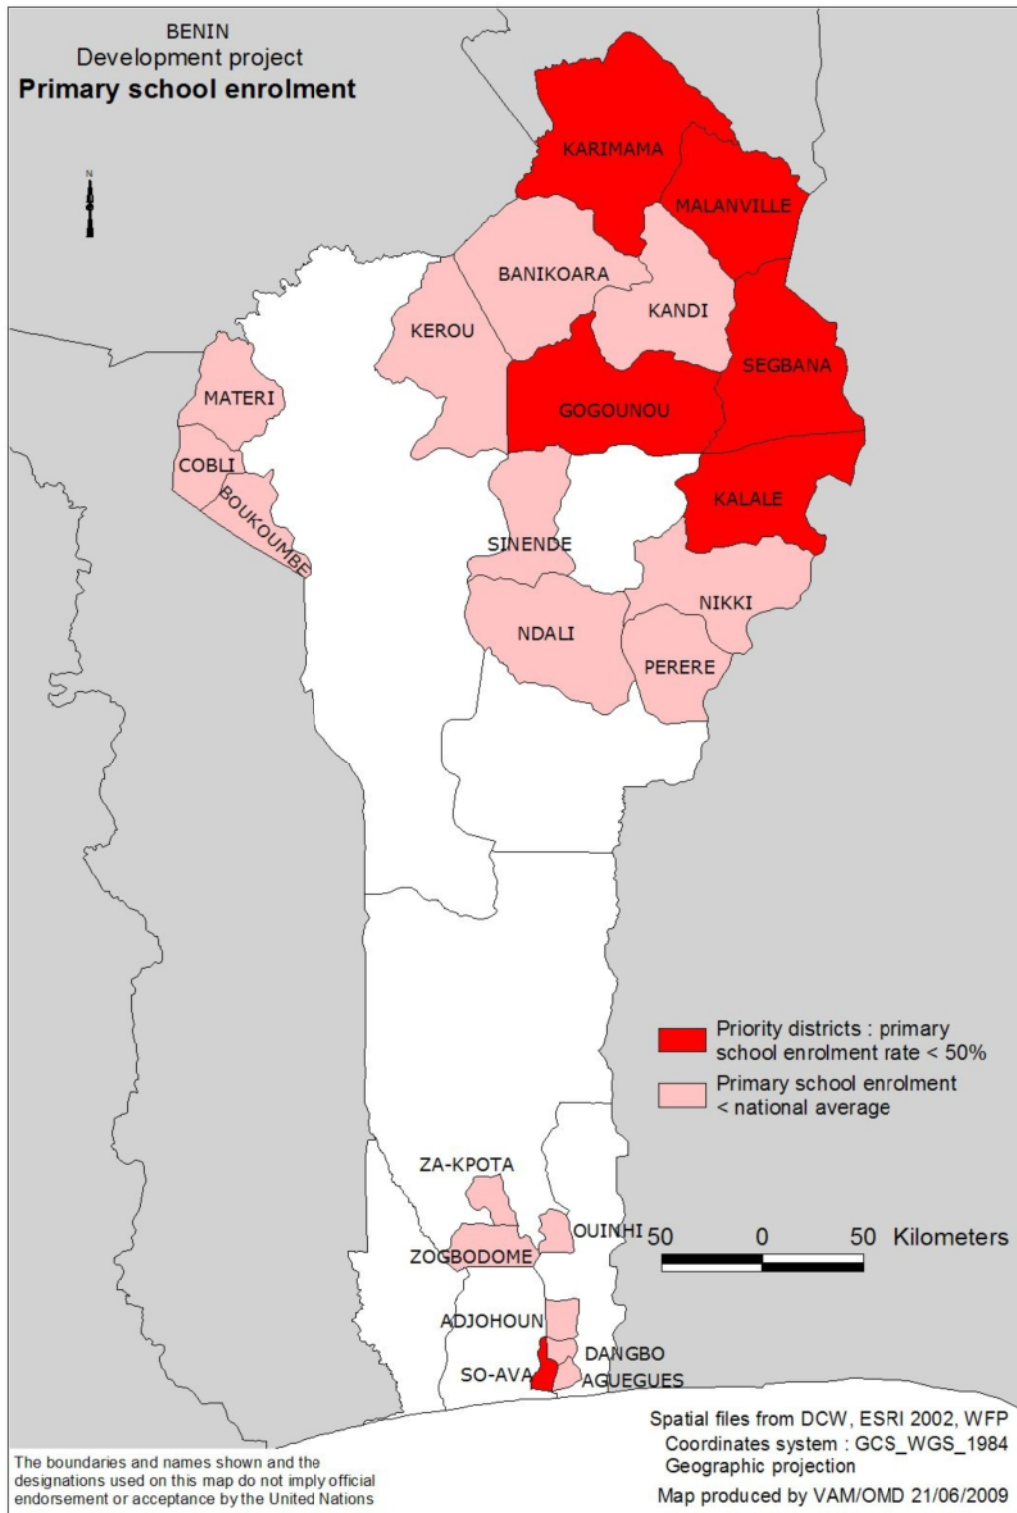 BENIN
Development project
Primary school enrolment
N
KARIMAMA
MALANVILLE
BANIKOARA
KANDI
KEROU
SEGBANA
MATERI
GOGOUNOU
COBLI
KALALE
BOUKOUMBE
SINENDE
NIKKI
NDALI
PERERE
Priority districts : primary
school enrolment rate < 50%
Primary school enrolment
< national average
ZA-KPOTA
OUINHI
50 0 50 Kilometers
ZOGBODOME
ADJOHOUN
DANGBO
SO-AVA
AGUEGUES
Spatial files from DCW, ESRI 2002, WFP
Coordinates system : GCS_WGS_1984
Geographic projection
Map produced by VAM/OMD 21/06/2009
The boundaries and names shown and the
designations used on this map do not imply official
endorsement or acceptance by the United Nations